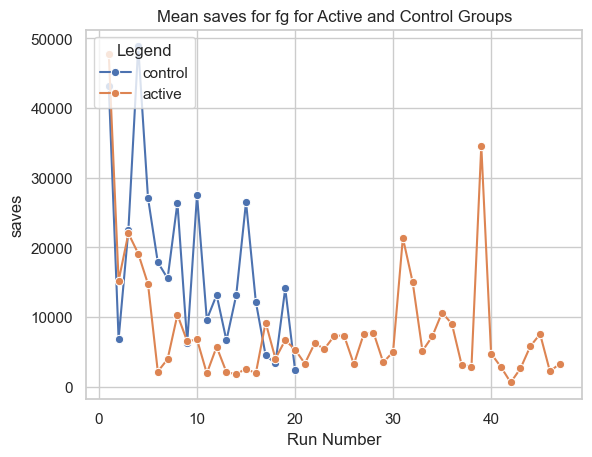 Mean saves for fg for Active and Control Groups
50000
40000
30000
20000
10000
0
saves
Legend
control
active
0
10
20
30
40
Run Number